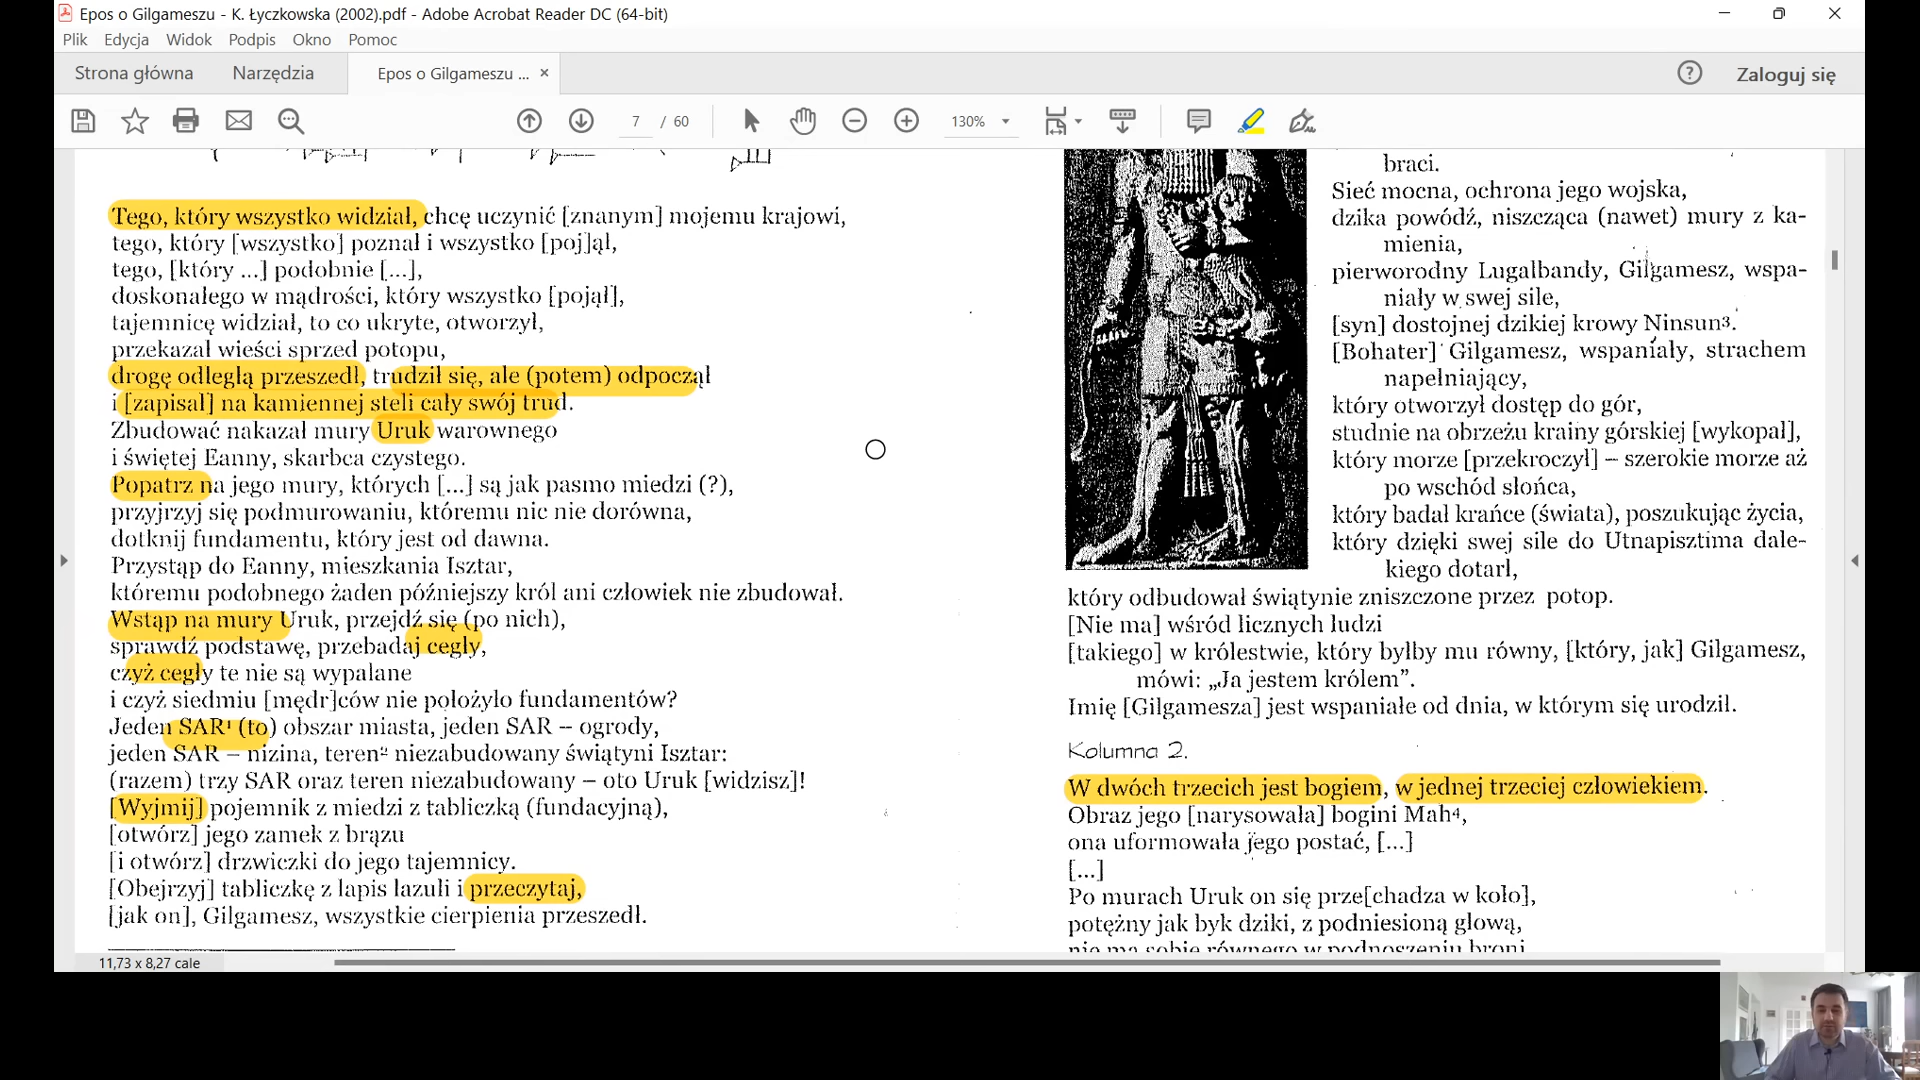 Epos o Gilgameszu - K. Łyczkowska (2002).pdf - Adobe Acrobat Reader DC (64-bit)
Plik Edycja Widok Podpis Okno Pomoc
Strona główna Narzędzia Epos o Gilgameszu ... × Zaloguj się
7 / 60 130%
Tego, który wszystko widział, chcę uczynić [znanym] mojemu krajowi,
tego, który [wszystko] poznał i wszystko [poj]ął,
tego, [który ...] podobnie [...],
doskonałego w mądrości, który wszystko [pojął],
tajemnicę widział, to co ukryte, otworzył,
przekazał wieści sprzed potopu,
drogę odległą przeszedł, trudził się, ale (potem) odpoczął
i [zapisał] na kamiennej steli cały swój trud.
Zbudować nakazał mury Uruk warownego
i świętej Eanny, skarbca czystego.
Popatrz na jego mury, których [...] są jak pasmo miedzi (?),
przyjrzyj się podmurowaniu, któremu nic nie dorówna,
dotknij fundamentu, który jest od dawna.
Przystąp do Eanny, mieszkania Isztar,
któremu podobnego żaden późniejszy król ani człowiek nie zbudował.
Wstąp na mury Uruk, przejdź się (po nich),
sprawdź podstawę, przebadaj cegły,
czyż cegły te nie są wypalane
i czyż siedmiu [mędr]ców nie położyło fundamentów?
Jeden SAR¹ (to) obszar miasta, jeden SAR – ogrody,
jeden SAR – nizina, teren² niezabudowany świątyni Isztar:
(razem) trzy SAR oraz teren niezabudowany – oto Uruk [widzisz]!
[Wyjmij] pojemnik z miedzi z tabliczką (fundacyjną),
[otwórz] jego zamek z brązu
[i otwórz] drzwiczki do jego tajemnicy.
[Obejrzyj] tabliczkę z lapis lazuli i przeczytaj,
[jak on], Gilgamesz, wszystkie cierpienia przeszedł.
braci.
Sieć mocna, ochrona jego wojska,
dzika powódź, niszcząca (nawet) mury z ka-
mienia,
pierworodny Lugalbandy, Gilgamesz, wspa-
niały w swej sile,
[syn] dostojnej dzikiej krowy Ninsun³.
[Bohater] Gilgamesz, wspaniały, strachem
napełniający,
który otworzył dostęp do gór,
studnie na obrzeżu krainy górskiej [wykopał],
który morze [przekroczył] – szerokie morze aż
po wschód słońca,
który badał krańce (świata), poszukując życia,
który dzięki swej sile do Utnapisztima dale-
kiego dotarł,
który odbudował świątynie zniszczone przez potop.
[Nie ma] wśród licznych ludzi
[takiego] w królestwie, który byłby mu równy, [który, jak] Gilgamesz,
mówi: „Ja jestem królem”.
Imię [Gilgamesza] jest wspaniałe od dnia, w którym się urodził.
Kolumna 2.
W dwóch trzecich jest bogiem, w jednej trzeciej człowiekiem.
Obraz jego [narysowała] bogini Mah⁴,
ona uformowała jego postać, [...]
[...]
Po murach Uruk on się prze[chadza w koło],
potężny jak byk dziki, z podniesioną głową,
nie ma sobie równego w podnoszeniu broni
11,73 x 8,27 cale